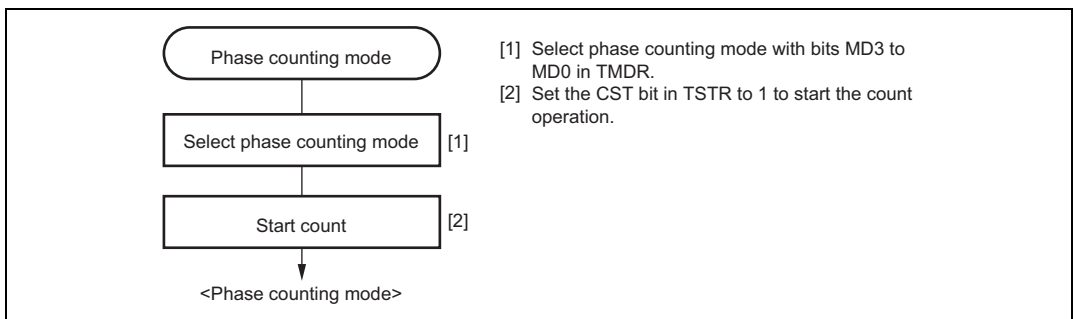 Phase counting mode
Select phase counting mode [1]
Start count [2]
<Phase counting mode>
[1] Select phase counting mode with bits MD3 to
MD0 in TMDR.
[2] Set the CST bit in TSTR to 1 to start the count
operation.